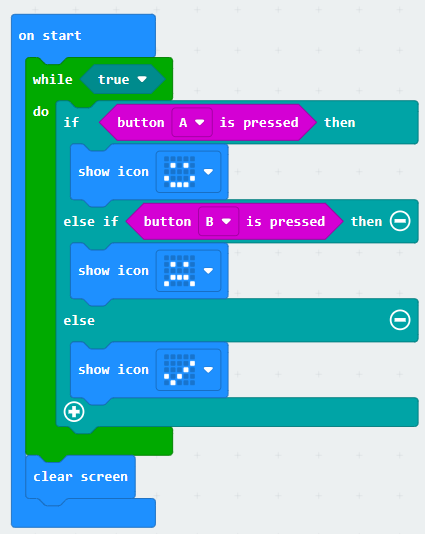 on start
while true
do
if button A is pressed then
show icon
else if button B is pressed then
show icon
else
show icon
clear screen